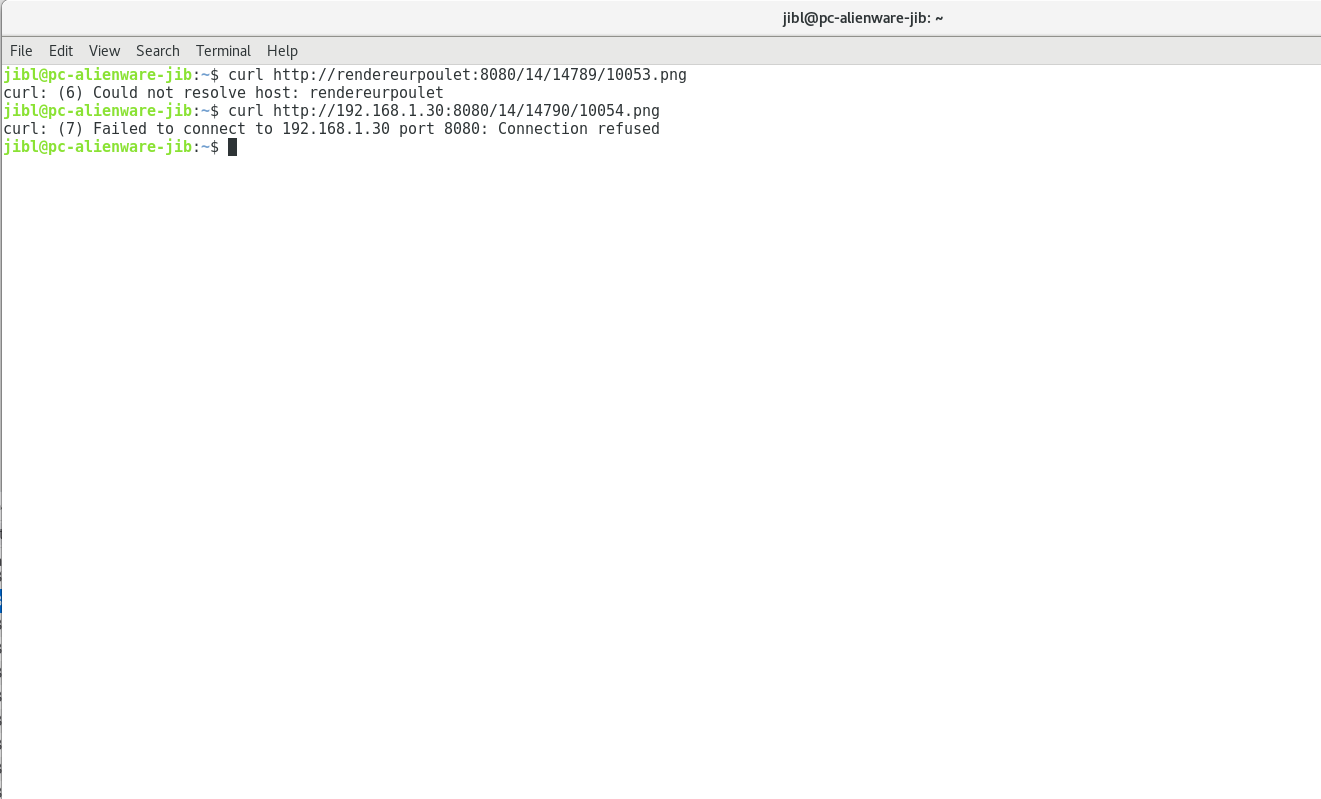 jibl@pc-alienware-jib: ~
File Edit View Search Terminal Help
jibl@pc-alienware-jib:~$ curl http://rendereurpoulet:8080/14/14789/10053.png
curl: (6) Could not resolve host: rendereurpoulet
jibl@pc-alienware-jib:~$ curl http://192.168.1.30:8080/14/14790/10054.png
curl: (7) Failed to connect to 192.168.1.30 port 8080: Connection refused
jibl@pc-alienware-jib:~$